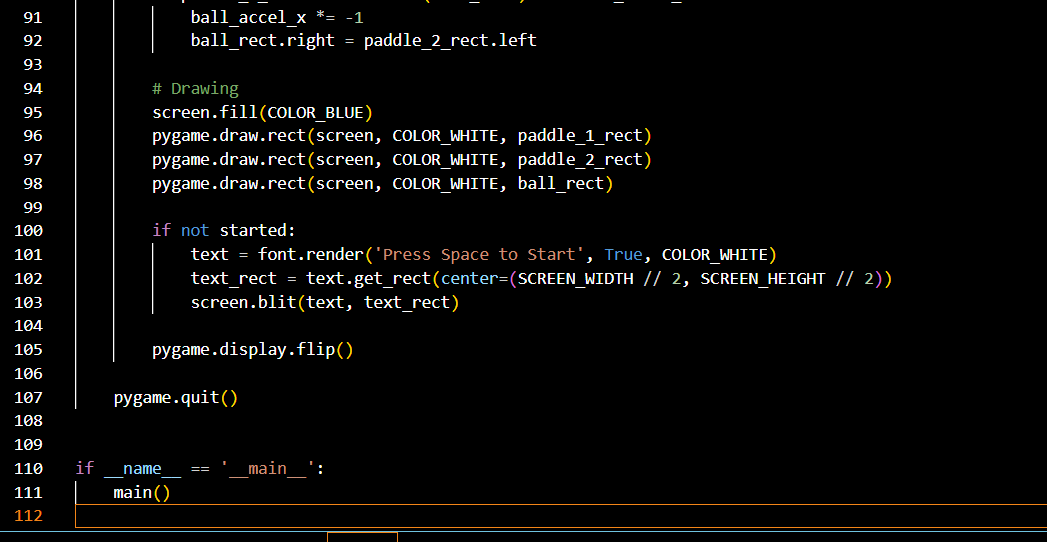 91 ball_accel_x *= -1
92 ball_rect.right = paddle_2_rect.left
93
94 # Drawing
95 screen.fill(COLOR_BLUE)
96 pygame.draw.rect(screen, COLOR_WHITE, paddle_1_rect)
97 pygame.draw.rect(screen, COLOR_WHITE, paddle_2_rect)
98 pygame.draw.rect(screen, COLOR_WHITE, ball_rect)
99
100 if not started:
101 text = font.render('Press Space to Start', True, COLOR_WHITE)
102 text_rect = text.get_rect(center=(SCREEN_WIDTH // 2, SCREEN_HEIGHT // 2))
103 screen.blit(text, text_rect)
104
105 pygame.display.flip()
106
107 pygame.quit()
108
109
110 if __name__ == '__main__':
111 main()
112